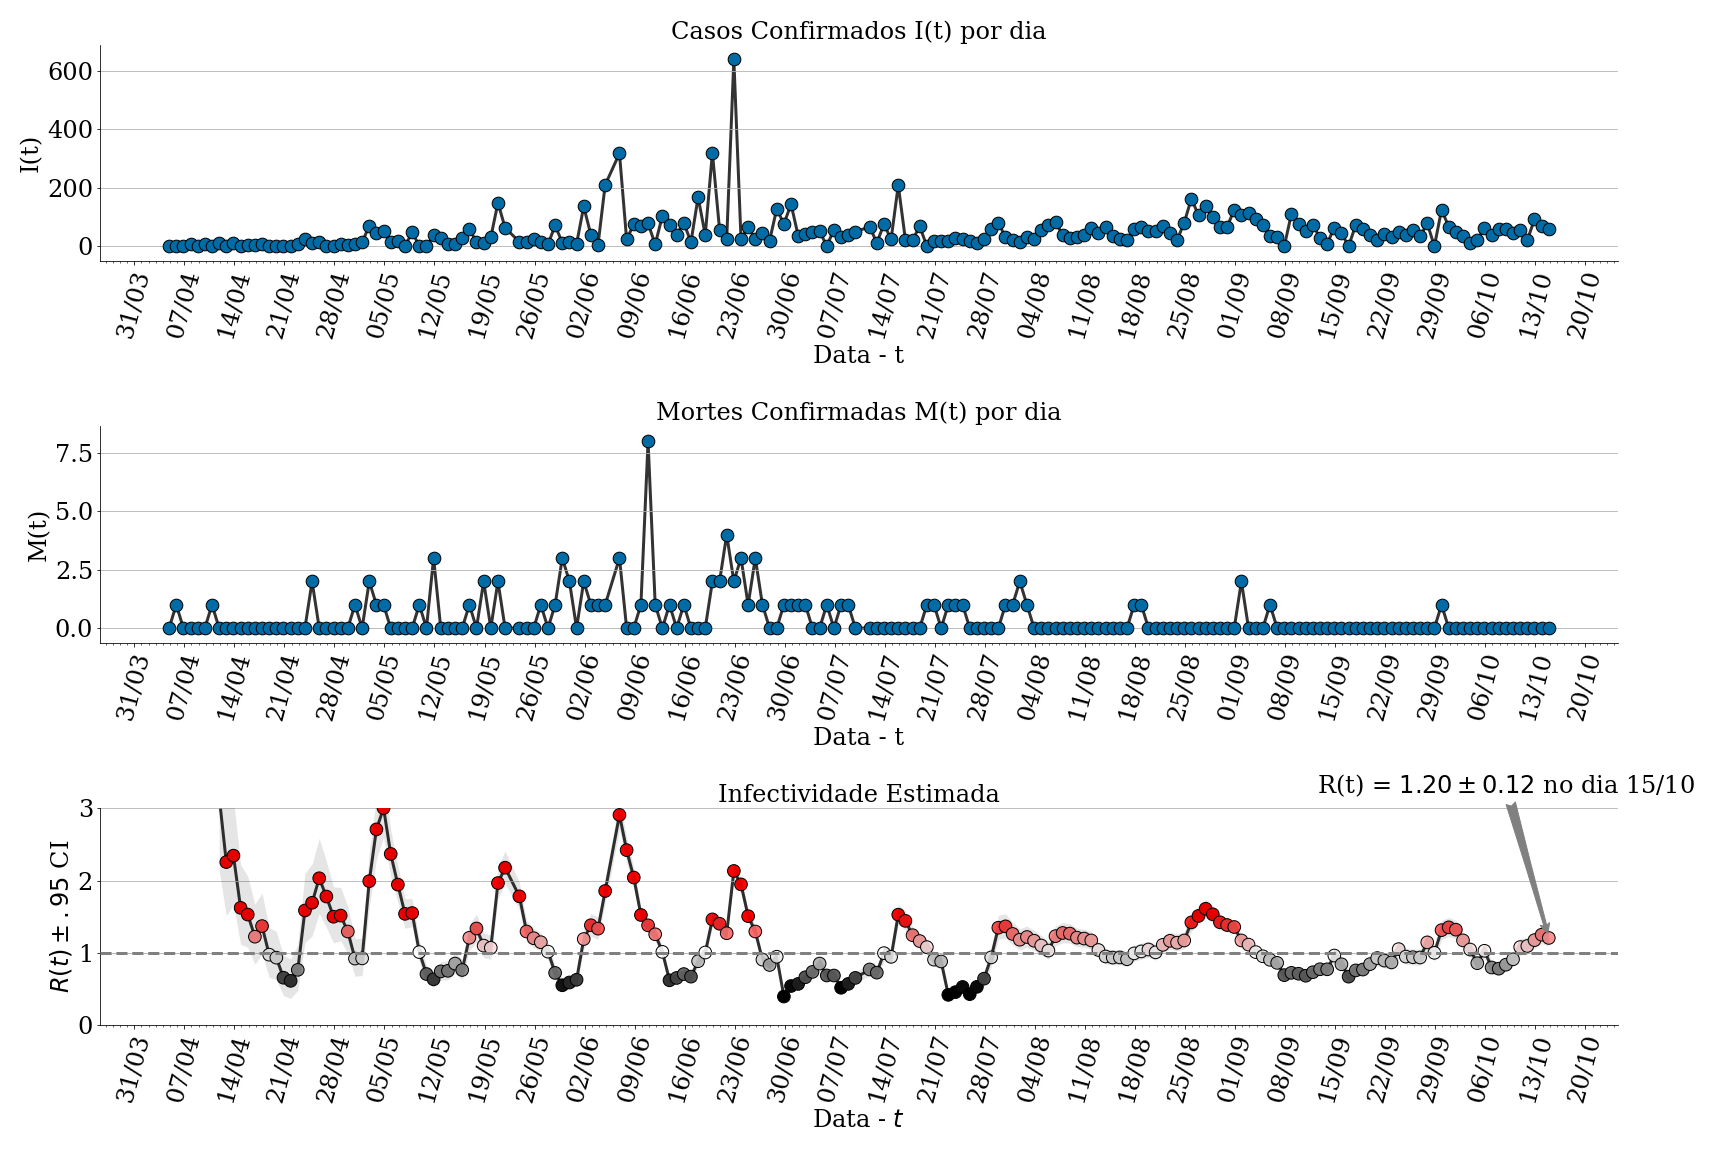 Casos Confirmados I(t) por dia
600
400
200
0
I(t)
31/03 07/04 14/04 21/04 28/04 05/05 12/05 19/05 26/05 02/06 09/06 16/06 23/06 30/06 07/07 14/07 21/07 28/07 04/08 11/08 18/08 25/08 01/09 08/09 15/09 22/09 29/09 06/10 13/10 20/10
Data - t
Mortes Confirmadas M(t) por dia
7.5
5.0
2.5
0.0
M(t)
31/03 07/04 14/04 21/04 28/04 05/05 12/05 19/05 26/05 02/06 09/06 16/06 23/06 30/06 07/07 14/07 21/07 28/07 04/08 11/08 18/08 25/08 01/09 08/09 15/09 22/09 29/09 06/10 13/10 20/10
Data - t
R(t) = 1.20 ± 0.12 no dia 15/10
Infectividade Estimada
3
2
1
0
R(t) ± .95 CI
31/03 07/04 14/04 21/04 28/04 05/05 12/05 19/05 26/05 02/06 09/06 16/06 23/06 30/06 07/07 14/07 21/07 28/07 04/08 11/08 18/08 25/08 01/09 08/09 15/09 22/09 29/09 06/10 13/10 20/10
Data - t